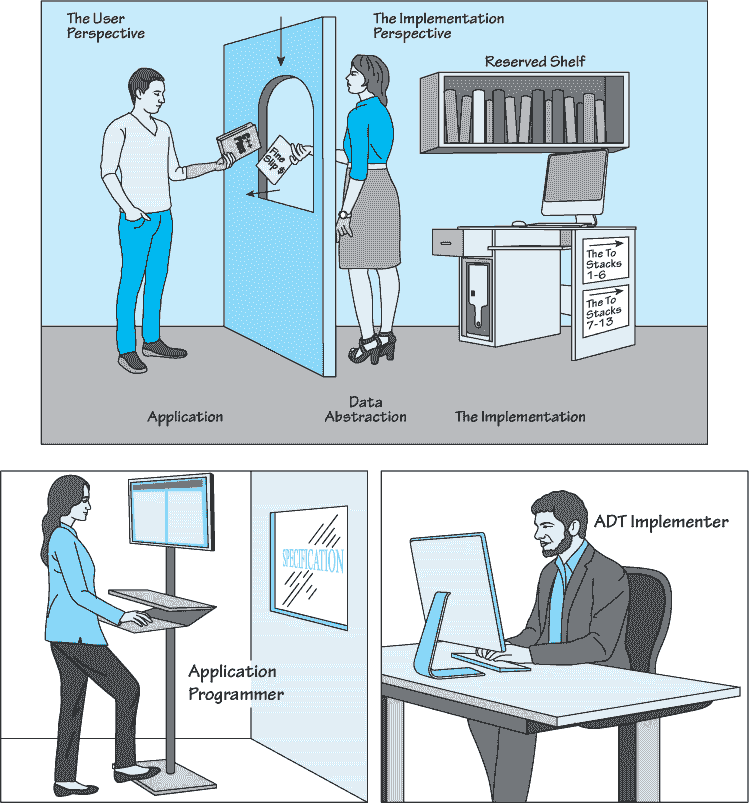 The User
Perspective
The Implementation
Perspective
Reserved Shelf
Fine
Slip $
The To
Stacks
1-6
The To
Stacks
7-13
Application
Data
Abstraction
The Implementation
SPECIFICATION
Application
Programmer
ADT Implementer